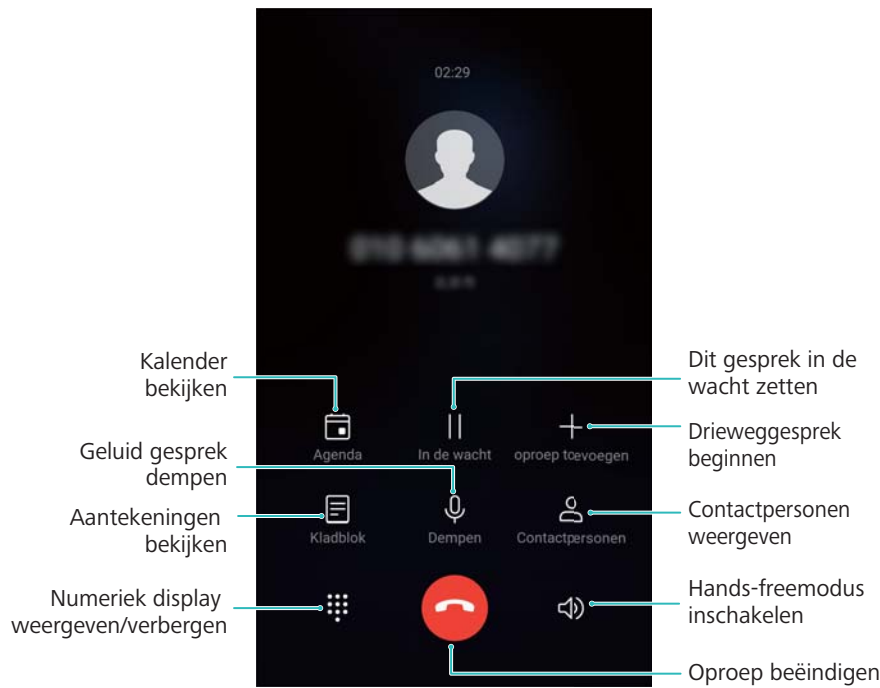 02:29
Kalender
bekijken
Dit gesprek in de
wacht zetten
Agenda
In de wacht
oproep toevoegen
Drieweggesprek
beginnen
Geluid gesprek
dempen
Aantekeningen
bekijken
Kladblok
Dempen
Contactpersonen
Contactpersonen
weergeven
Numeriek display
weergeven/verbergen
Hands-freemodus
inschakelen
Oproep beëindigen